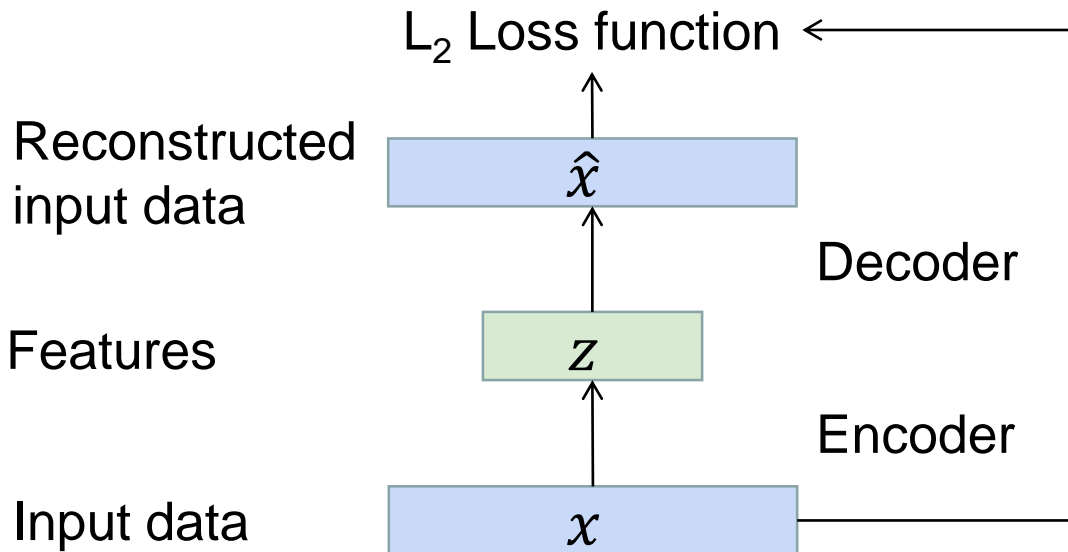 L₂ Loss function
Reconstructed
input data
x̂
Decoder
Features
z
Encoder
Input data
x